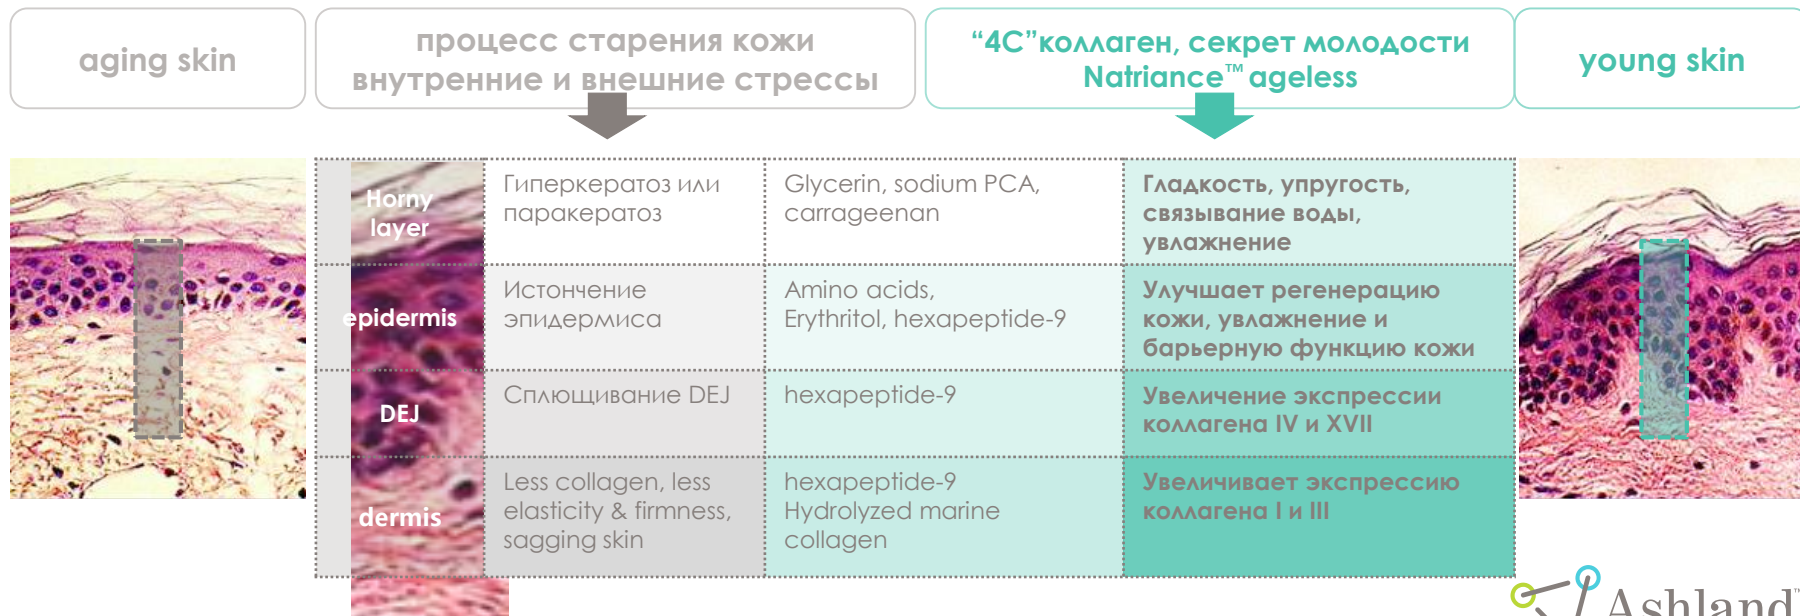 aging skin
процесс старения кожи
внутренние и внешние стрессы
“4С”коллаген, секрет молодости
Natriance™ ageless
young skin
Horny
layer
Гиперкератоз или
паракератоз
Glycerin, sodium PCA,
carrageenan
Гладкость, упругость,
связывание воды,
увлажнение
epidermis
Истончение
эпидермиса
Amino acids,
Erythritol, hexapeptide-9
Улучшает регенерацию
кожи, увлажнение и
барьерную функцию кожи
DEJ
Сплющивание DEJ
hexapeptide-9
Увеличение экспрессии
коллагена IV и XVII
dermis
Less collagen, less
elasticity & firmness,
sagging skin
hexapeptide-9
Hydrolyzed marine
collagen
Увеличивает экспрессию
коллагена I и III
Ashland™